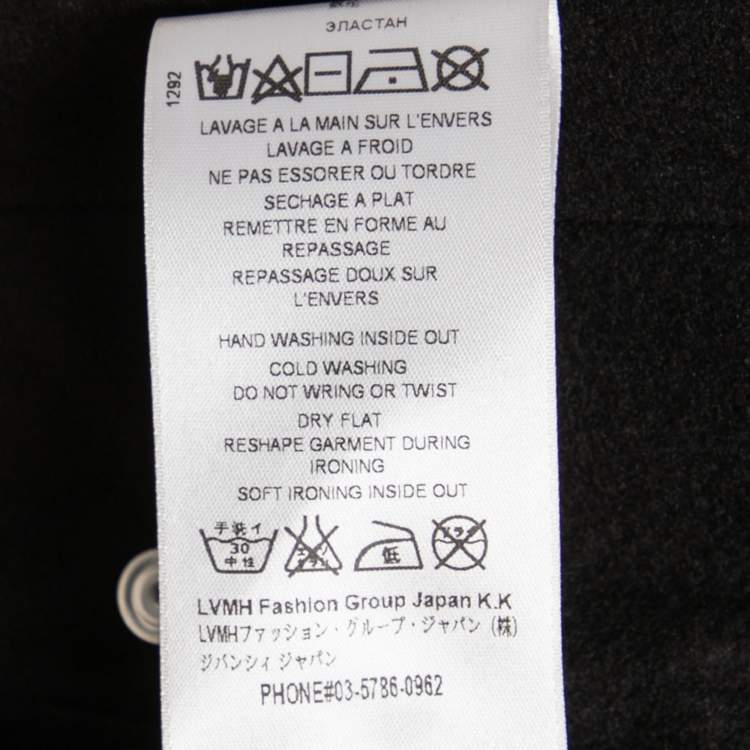 ЭЛАСТАН
1292
LAVAGE A LA MAIN SUR L'ENVERS
LAVAGE A FROID
NE PAS ESSORER OU TORDRE
SECHAGE A PLAT
REMETTRE EN FORME AU
REPASSAGE
REPASSAGE DOUX SUR
L'ENVERS
HAND WASHING INSIDE OUT
COLD WASHING
DO NOT WRING OR TWIST
DRY FLAT
RESHAPE GARMENT DURING
IRONING
SOFT IRONING INSIDE OUT
手洗イ
30
中性
低
ドライ
LVMH Fashion Group Japan K.K
LVMHファッション・グループ・ジャパン (株)
ジバンシィ ジャパン
PHONE#03-5786-0962